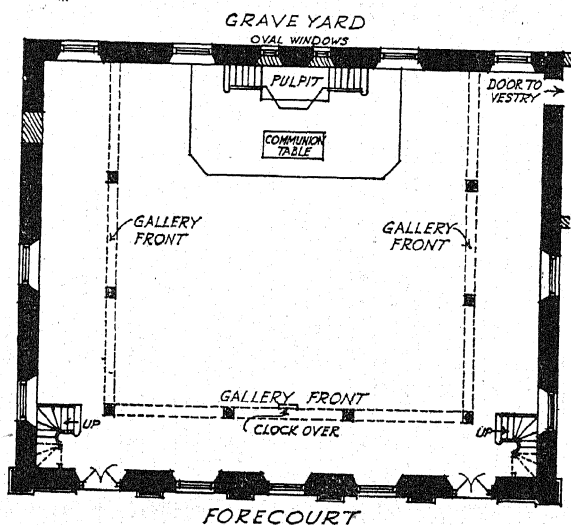 GRAVE YARD
OVAL WINDOWS
PULPIT
DOOR TO
VESTRY
COMMUNION
TABLE
GALLERY
FRONT
GALLERY
FRONT
GALLERY FRONT
UP
CLOCK OVER
UP
FORECOURT